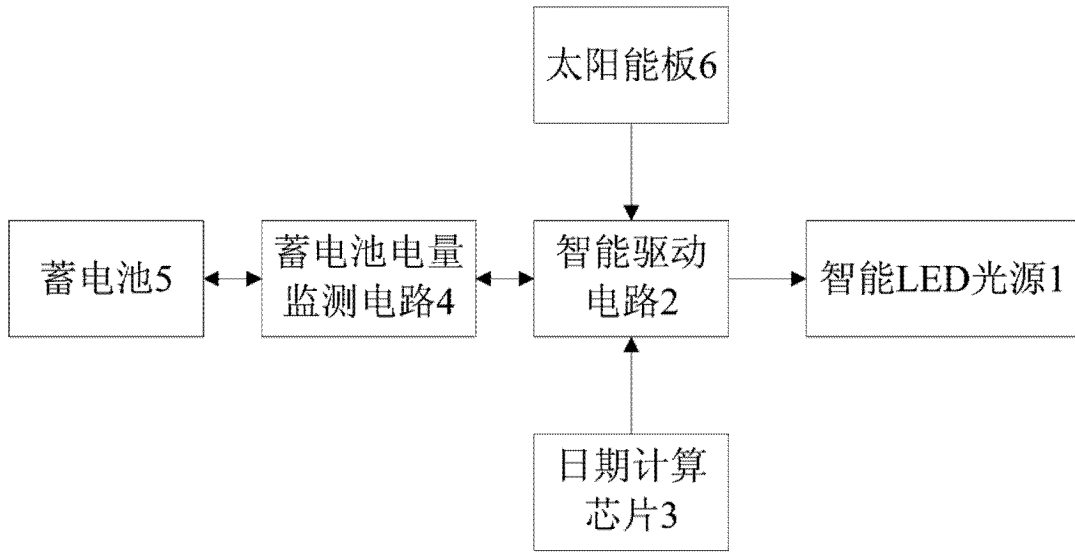 太阳能板6
蓄电池5
蓄电池电量
监测电路4
智能驱动
电路2
智能LED光源1
日期计算
芯片3